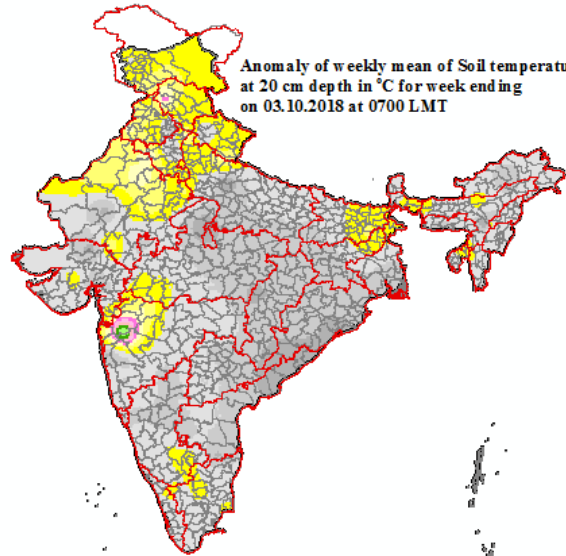 Anomaly of weekly mean of Soil temperatu
at 20 cm depth in °C for week ending
on 03.10.2018 at 0700 LMT